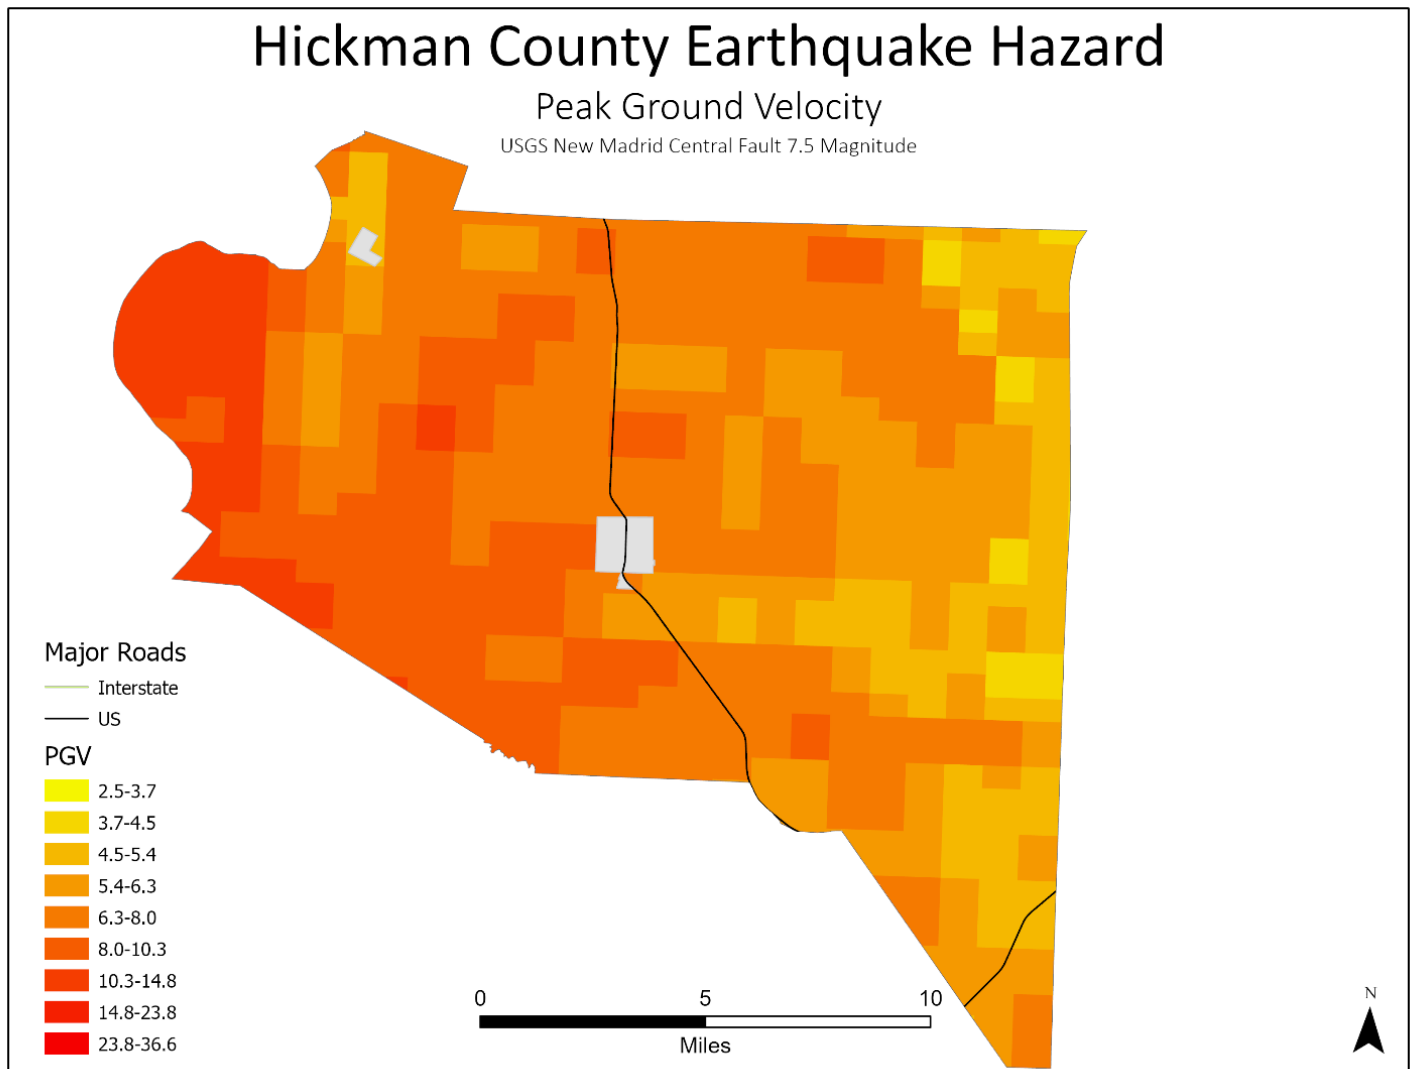 Hickman County Earthquake Hazard
Peak Ground Velocity
USGS New Madrid Central Fault 7.5 Magnitude
Major Roads
Interstate
US
PGV
2.5-3.7
3.7-4.5
4.5-5.4
5.4-6.3
6.3-8.0
8.0-10.3
10.3-14.8
14.8-23.8
23.8-36.6
0 5 10
Miles
N